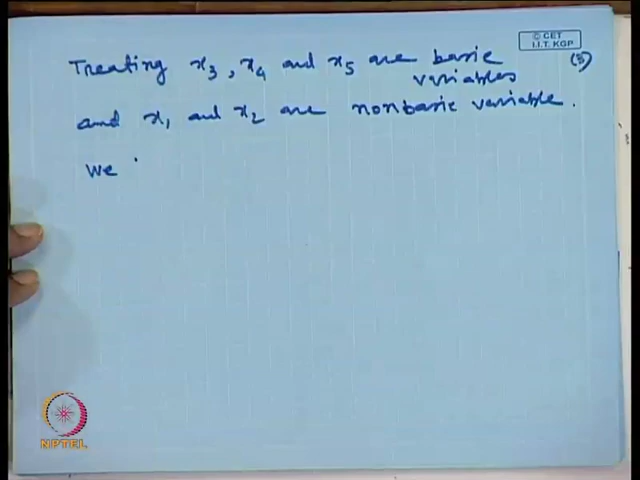 © CET
I.I.T. KGP
Treating x3, x4 and x5 are basic (5)
variables
and x1 and x2 are nonbasic variable.
we
NPTEL